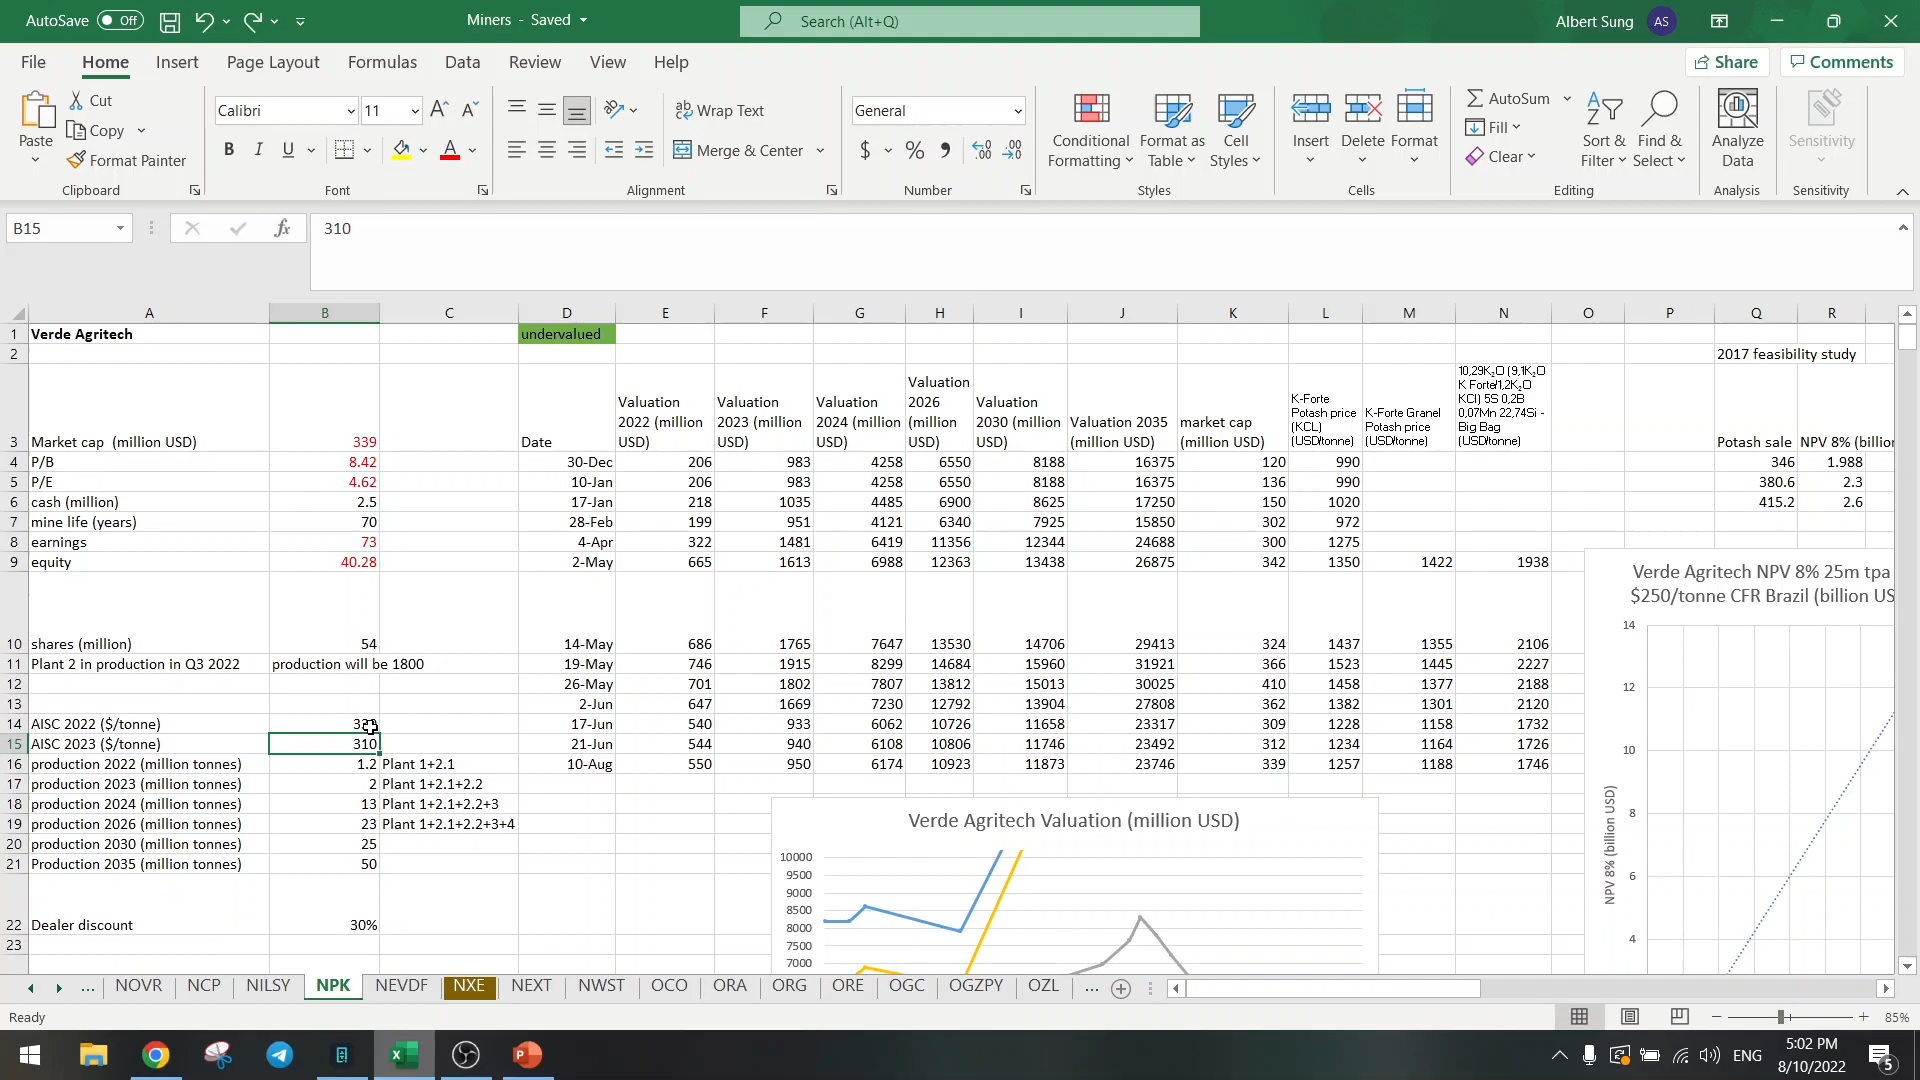 AutoSave Off Miners - Saved Search (Alt+Q) Albert Sung AS
File Home Insert Page Layout Formulas Data Review View Help Share Comments
Paste Cut Copy Format Painter Clipboard
Calibri 11 B I U Font
Wrap Text Merge & Center Alignment
General $ % Number
Conditional Formatting Format as Table Cell Styles Styles
Insert Delete Format Cells
AutoSum Fill Clear Sort & Filter Find & Select Editing
Analyze Data Analysis
Sensitivity Sensitivity
B15 fx 310
A B C D E F G H I J K L M N O P Q R
1 Verde Agritech undervalued
2 2017 feasibility study
3 Market cap (million USD) 339 Date Valuation 2022 (million USD) Valuation 2023 (million USD) Valuation 2024 (million USD) Valuation 2026 (million USD) Valuation 2030 (million USD) Valuation 2035 (million USD) market cap (million USD) K-Forte Potash price (KCL) (USD/tonne) K-Forte Granel Potash price (USD/tonne) 10,29K₂O (9,1K₂O K Forte/1,2K₂O KCl) 5S 0,2B 0,07Mn 22,74Si - Big Bag (USD/tonne) Potash sale NPV 8% (billior
4 P/B 8.42 30-Dec 206 983 4258 6550 8188 16375 120 990 346 1.988
5 P/E 4.62 10-Jan 206 983 4258 6550 8188 16375 136 990 380.6 2.3
6 cash (million) 2.5 17-Jan 218 1035 4485 6900 8625 17250 150 1020 415.2 2.6
7 mine life (years) 70 28-Feb 199 951 4121 6340 7925 15850 302 972
8 earnings 73 4-Apr 322 1481 6419 11356 12344 24688 300 1275
9 equity 40.28 2-May 665 1613 6988 12363 13438 26875 342 1350 1422 1938
10 shares (million) 54 14-May 686 1765 7647 13530 14706 29413 324 1437 1355 2106
11 Plant 2 in production in Q3 2022 production will be 1800 19-May 746 1915 8299 14684 15960 31921 366 1523 1445 2227
12 26-May 701 1802 7807 13812 15013 30025 410 1458 1377 2188
13 2-Jun 647 1669 7230 12792 13904 27808 362 1382 1301 2120
14 AISC 2022 ($/tonne) 17-Jun 540 933 6062 10726 11658 23317 309 1228 1158 1732
15 AISC 2023 ($/tonne) 310 21-Jun 544 940 6108 10806 11746 23492 312 1234 1164 1726
16 production 2022 (million tonnes) 1.2 Plant 1+2.1 10-Aug 550 950 6174 10923 11873 23746 339 1257 1188 1746
17 production 2023 (million tonnes) 2 Plant 1+2.1+2.2
18 production 2024 (million tonnes) 13 Plant 1+2.1+2.2+3
19 production 2026 (million tonnes) 23 Plant 1+2.1+2.2+3+4
20 production 2030 (million tonnes) 25
21 Production 2035 (million tonnes) 50
22 Dealer discount 30%
23
Verde Agritech Valuation (million USD)
10000
9500
9000
8500
8000
7500
7000
Verde Agritech NPV 8% 25m tpa
$250/tonne CFR Brazil (billion US
NPV 8% (billion USD)
14
12
10
8
6
4
... NOVR NCP NILSY NPK NEVDF NXE NEXT NWST OCO ORA ORG ORE OGC OGZPY OZL ...
Ready 85%
ENG 5:02 PM
8/10/2022 5